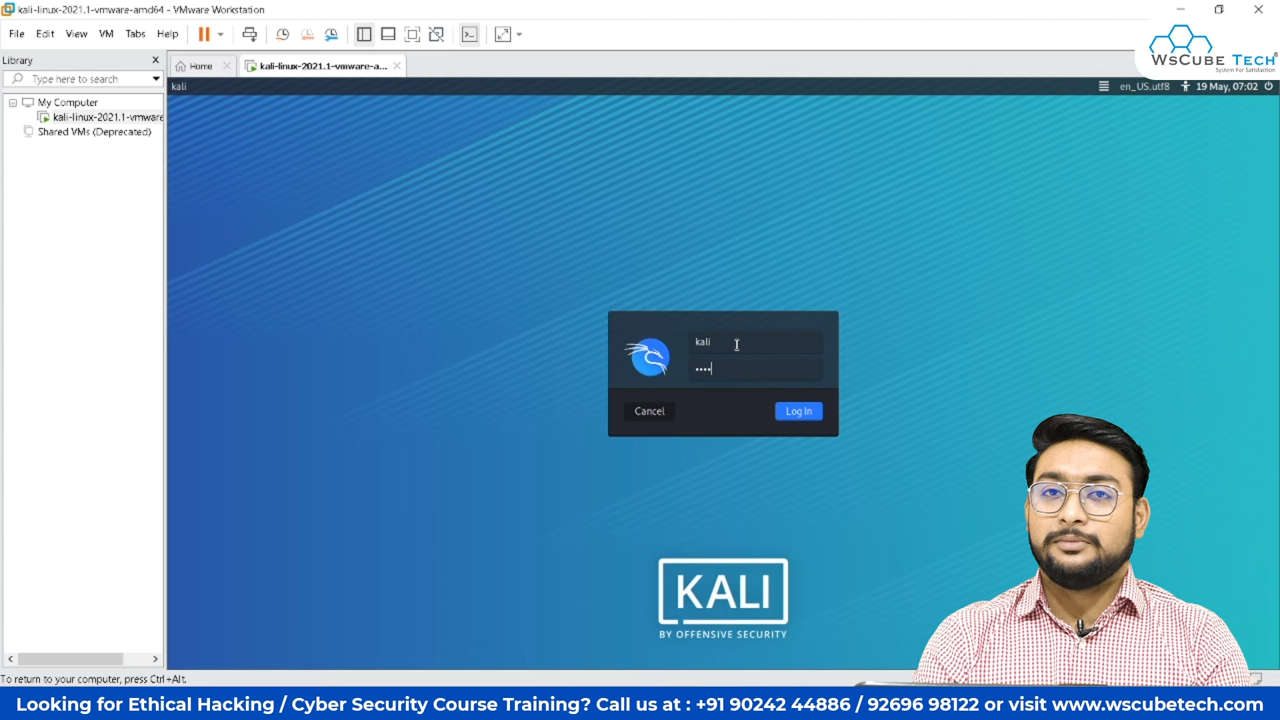 kali-linux-2021.1-vmware-amd64 - VMware Workstation
File Edit View VM Tabs Help
WsCube Tech®
System For Satisfaction
Library
Type here to search
Home
kali-linux-2021.1-vmware-a...
My Computer
kali-linux-2021.1-vmware
Shared VMs (Deprecated)
kali
en_US.utf8
19 May, 07:02
kali
••••
Cancel
Log In
KALI
BY OFFENSIVE SECURITY
To return to your computer, press Ctrl+Alt.
Looking for Ethical Hacking / Cyber Security Course Training? Call us at : +91 90242 44886 / 92696 98122 or visit www.wscubetech.com